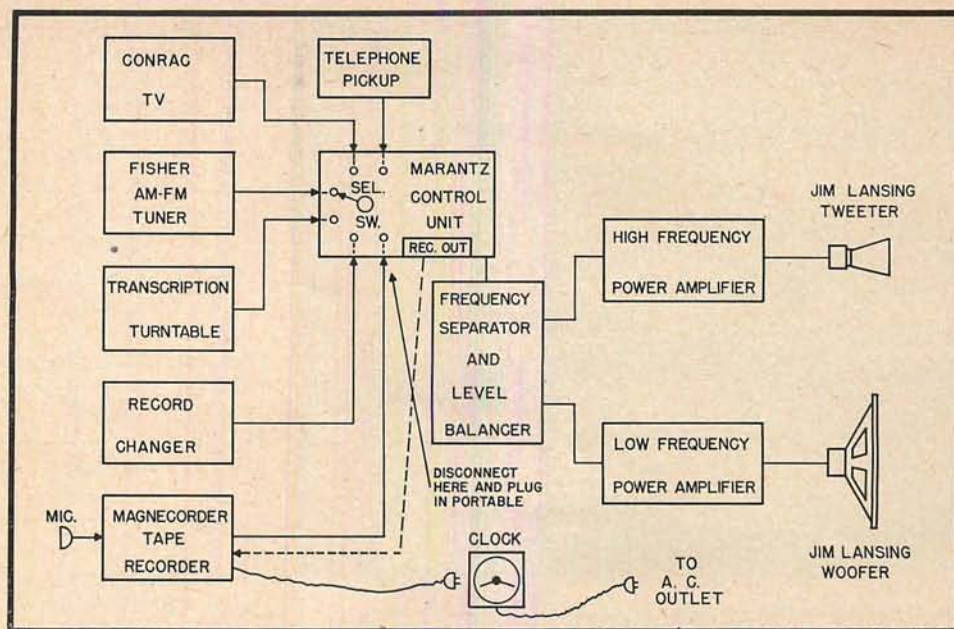 CONRAC
TV
TELEPHONE
PICKUP
FISHER
AM-FM
TUNER
SEL.
SW.
MARANTZ
CONTROL
UNIT
REC. OUT
TRANSCRIPTION
TURNTABLE
RECORD
CHANGER
MIC.
MAGNECORDER
TAPE
RECORDER
FREQUENCY
SEPARATOR
AND
LEVEL
BALANCER
DISCONNECT
HERE AND PLUG
IN PORTABLE
HIGH FREQUENCY
POWER AMPLIFIER
JIM LANSING
TWEETER
LOW FREQUENCY
POWER AMPLIFIER
JIM LANSING
WOOFER
CLOCK
TO
A. C.
OUTLET